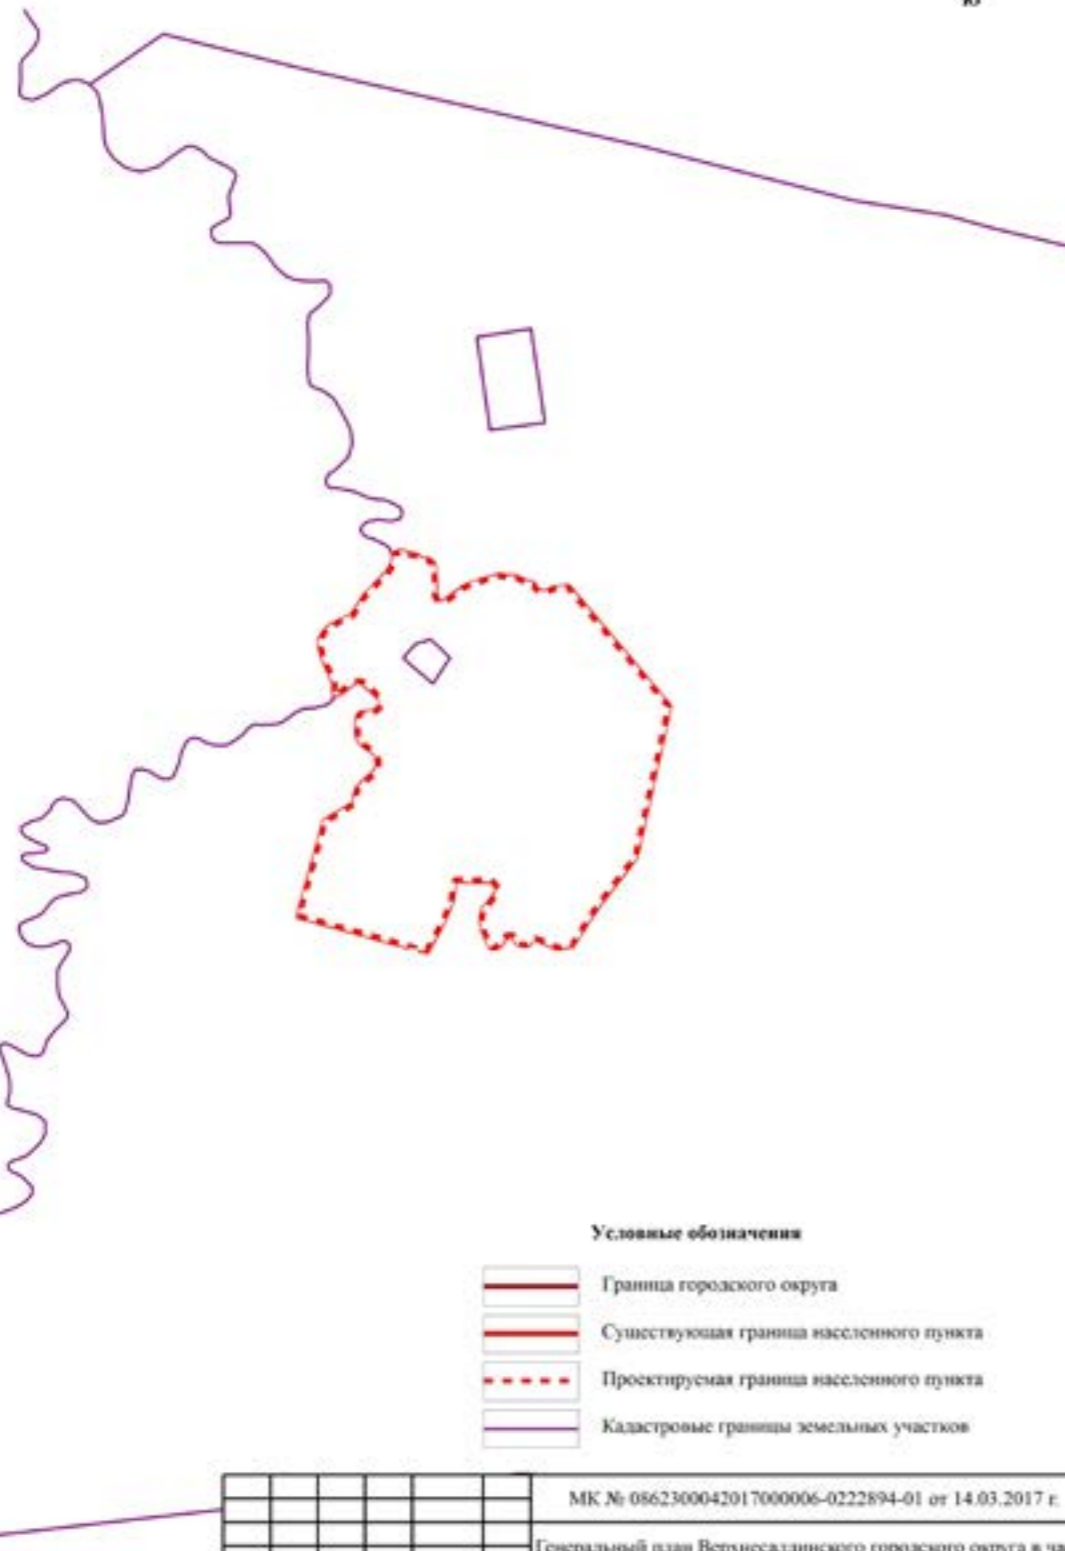 Ю
Условные обозначения
Граница городского округа
Существующая граница населенного пункта
Проектируемая граница населенного пункта
Кадастровые границы земельных участков
МК № 0862300042017000006-0222894-01 от 14.03.2017 г.
Генеральный план Верхнесалдинского городского округа в ча